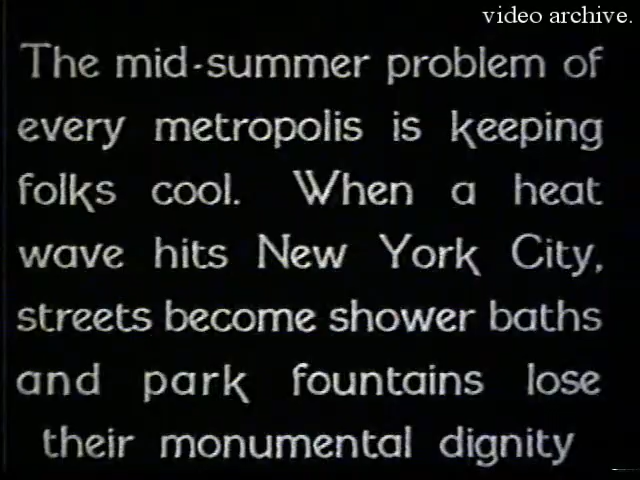 video archive.
The mid-summer problem of
every metropolis is keeping
folks cool. When a heat
wave hits New York City,
streets become shower baths
and park fountains lose
their monumental dignity